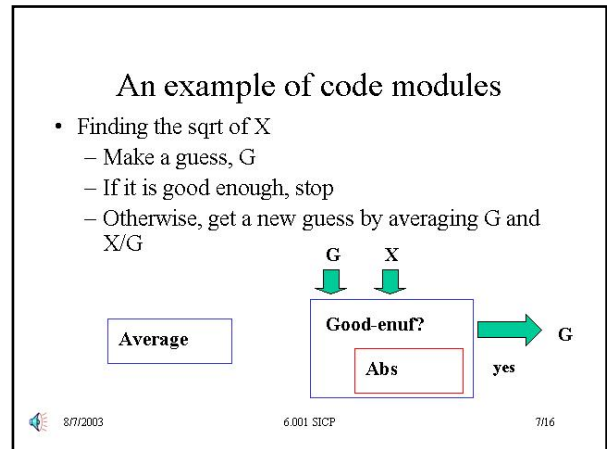 An example of code modules
• Finding the sqrt of X
– Make a guess, G
– If it is good enough, stop
– Otherwise, get a new guess by averaging G and
X/G
G X
Good-enuf?
Average
Abs
yes
G
8/7/2003 6.001 SICP 7/16